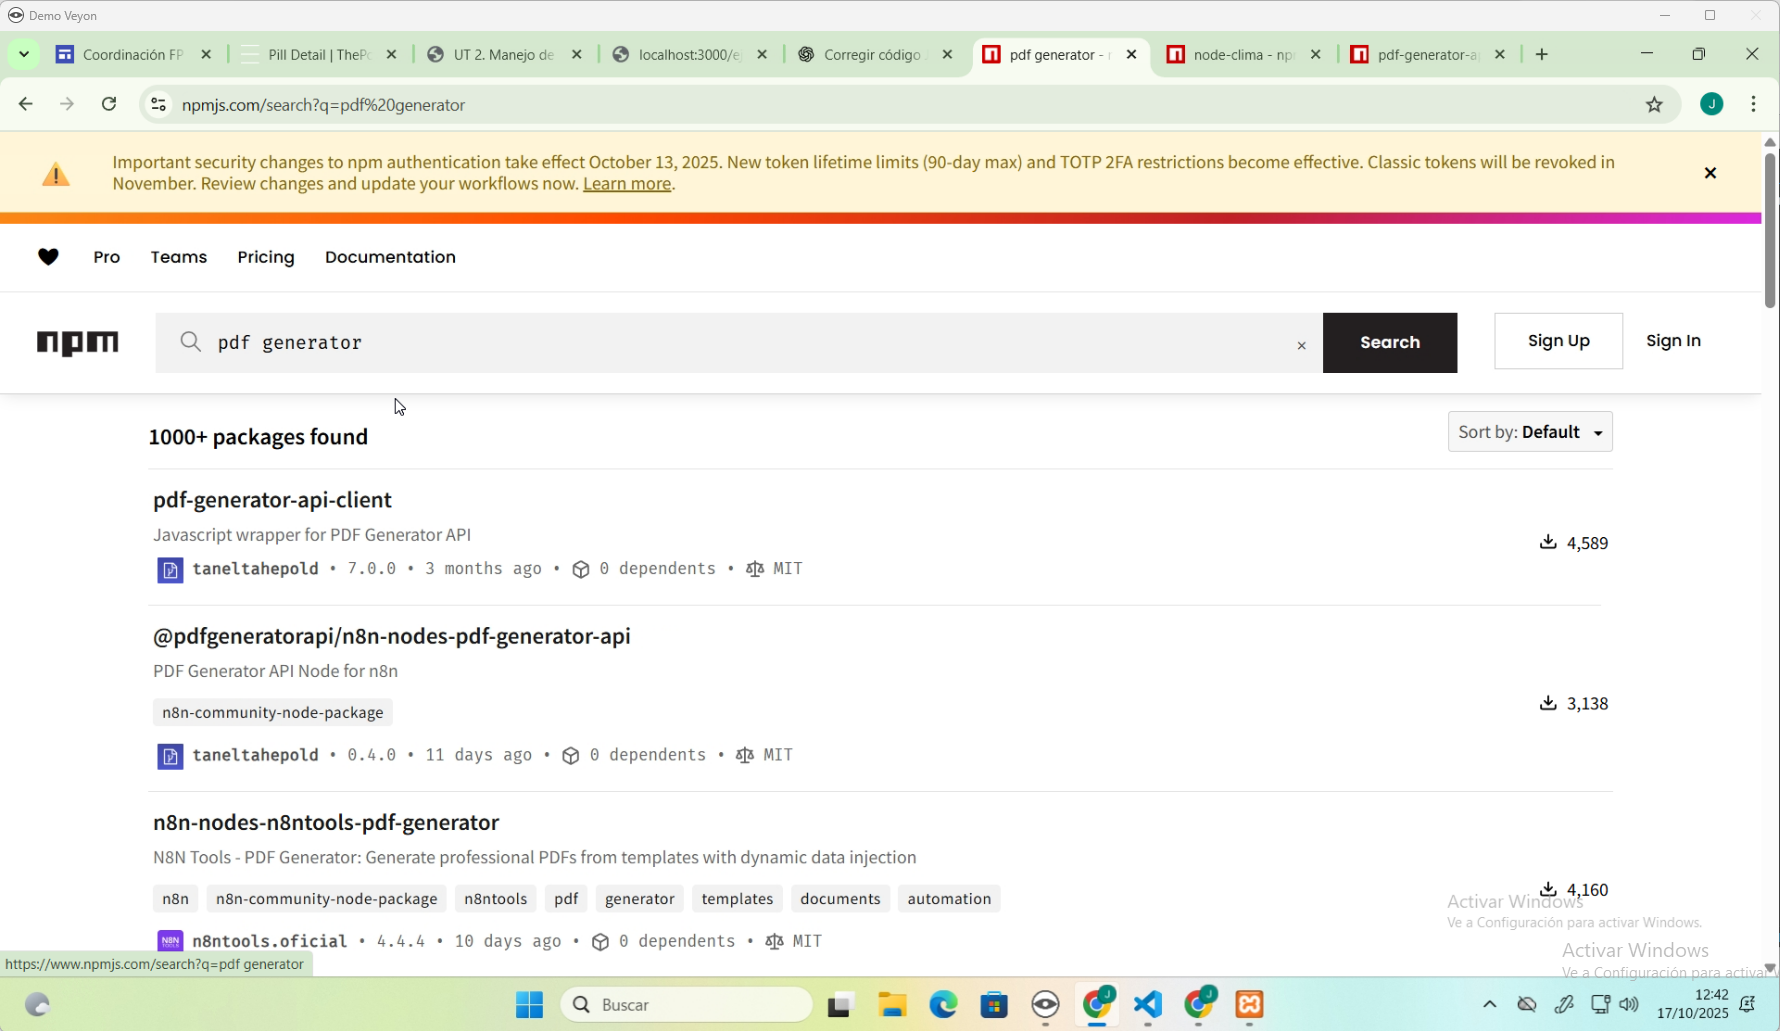 Demo Veyon
Coordinación FP
Pill Detail | ThePo
UT 2. Manejo de
localhost:3000/e
Corregir código
pdf generator - n
node-clima - npm
pdf-generator-a
npmjs.com/search?q=pdf%20generator
J
Important security changes to npm authentication take effect October 13, 2025. New token lifetime limits (90-day max) and TOTP 2FA restrictions become effective. Classic tokens will be revoked in
November. Review changes and update your workflows now. Learn more.
Pro Teams Pricing Documentation
npm
pdf generator
Search
Sign Up
Sign In
1000+ packages found
Sort by: Default
pdf-generator-api-client
Javascript wrapper for PDF Generator API
4,589
taneltahepold • 7.0.0 • 3 months ago • 0 dependents • MIT
@pdfgeneratorapi/n8n-nodes-pdf-generator-api
PDF Generator API Node for n8n
3,138
n8n-community-node-package
taneltahepold • 0.4.0 • 11 days ago • 0 dependents • MIT
n8n-nodes-n8ntools-pdf-generator
N8N Tools - PDF Generator: Generate professional PDFs from templates with dynamic data injection
4,160
n8n n8n-community-node-package n8ntools pdf generator templates documents automation
Activar Windows
Ve a Configuración para activar Windows.
N8N TOOLS n8ntools.oficial • 4.4.4 • 10 days ago • 0 dependents • MIT
Activar Windows
Ve a Configuración para activar
https://www.npmjs.com/search?q=pdf generator
Buscar
J
J
12:42
17/10/2025